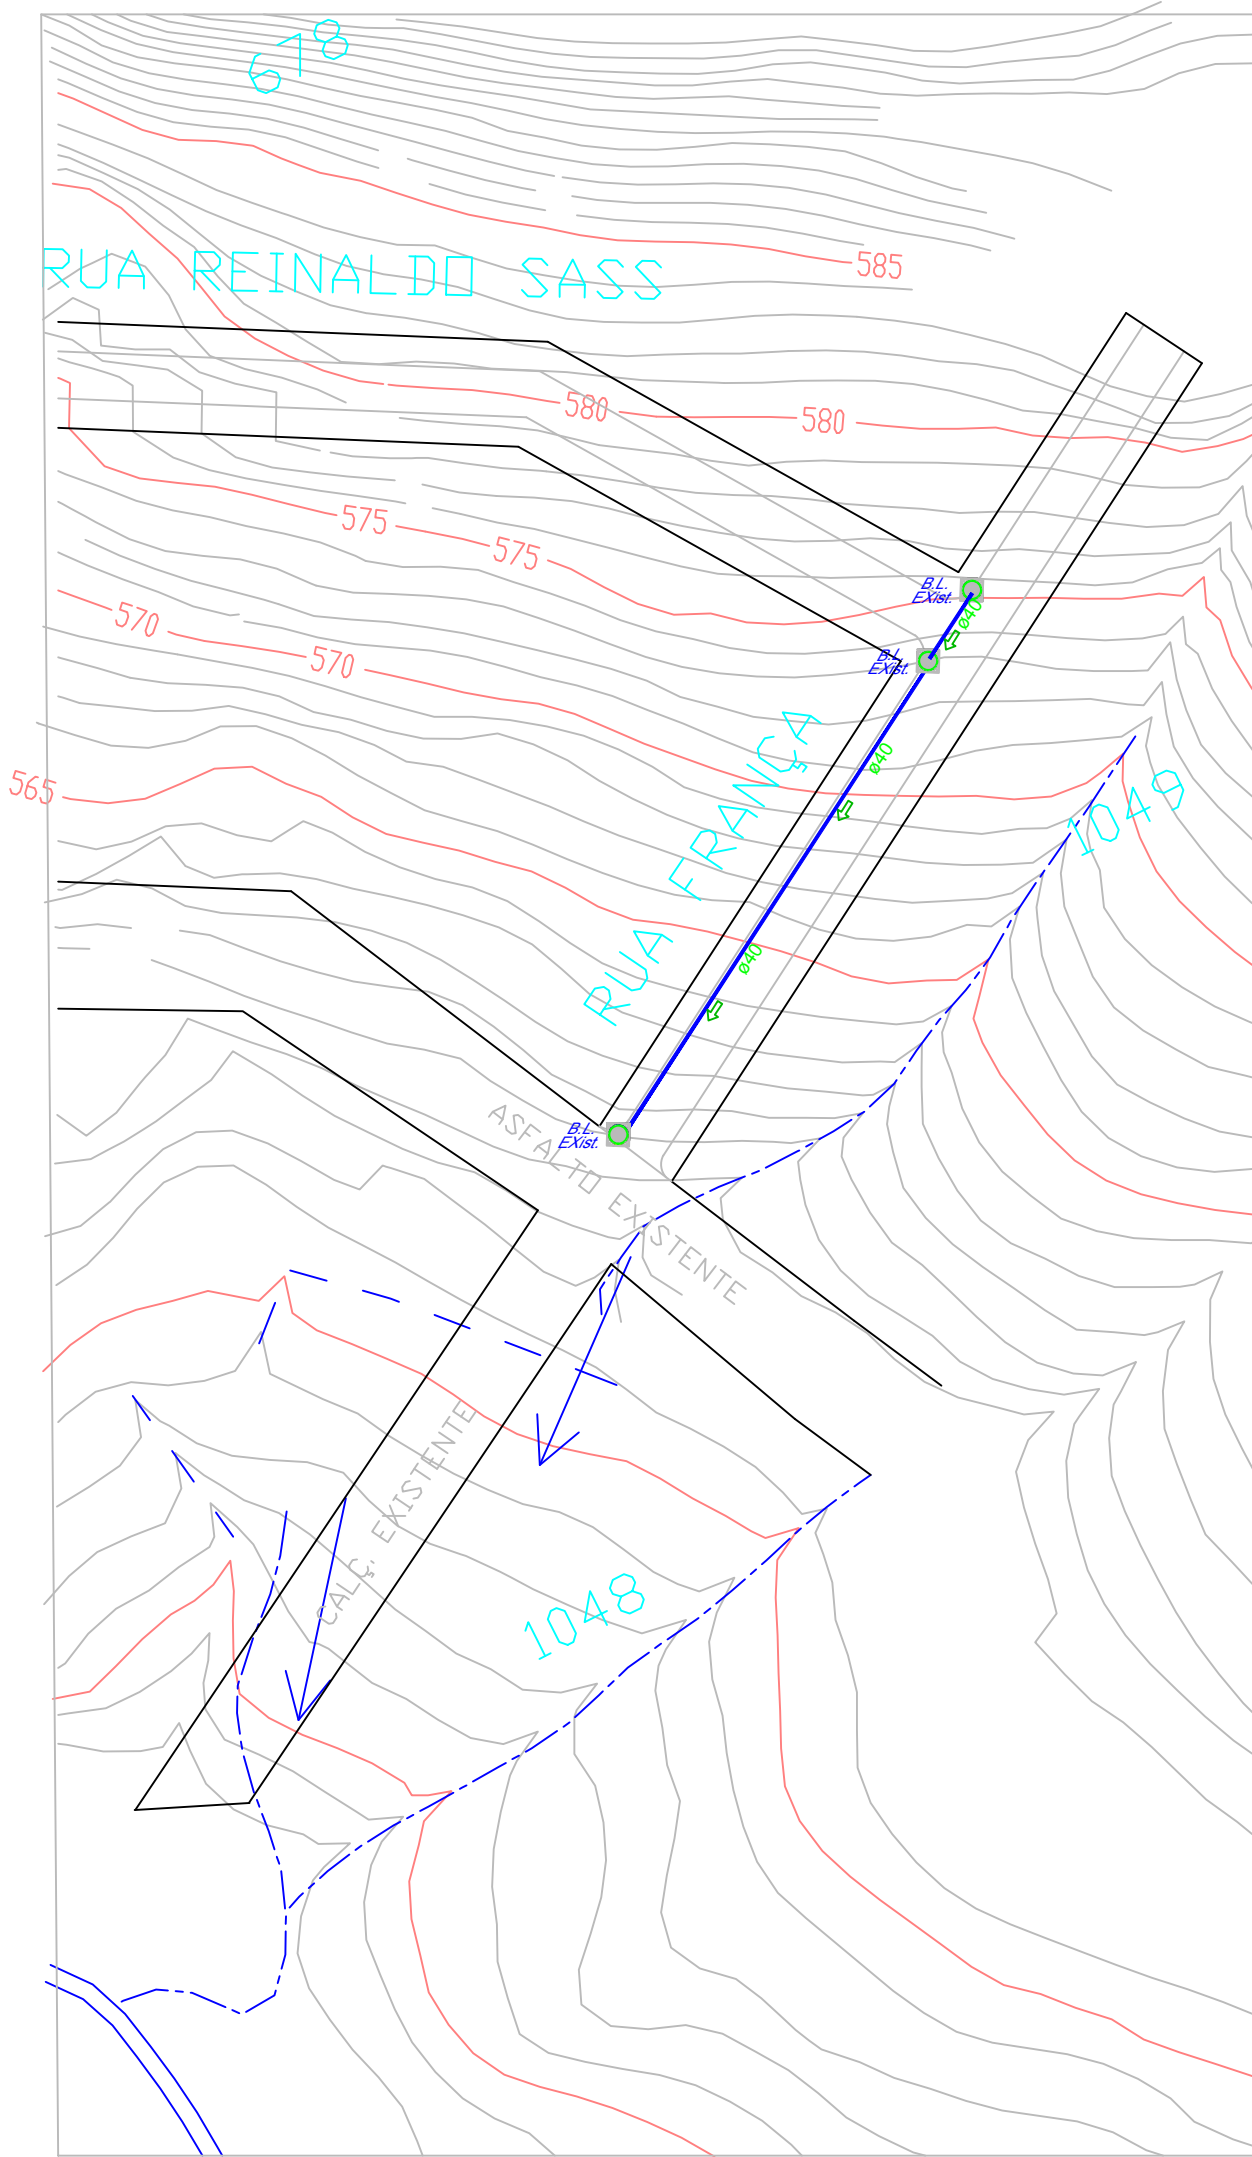 678
585
RUA REINALDO SASS
580
580
575
575
B.L.
EXist.
ø40
570
570
B.L.
EXist.
565
ø40
1049
RUA FRANÇA
ø40
B.L.
EXist.
ASFALTO EXISTENTE
CALÇ. EXISTENTE
1048